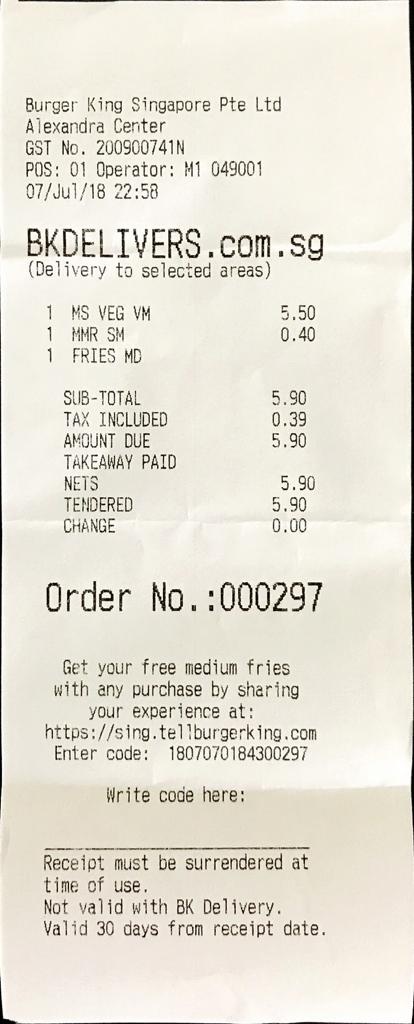 Burger King Singapore Pte Ltd
Alexandra Center
GST No. 200900741N
POS: 01 Operator: M1 049001
07/Jul/18 22:58
BKDELIVERS.com.sg
(Delivery to selected areas)
1 MS VEG VM 5.50
1 MMR SM 0.40
1 FRIES MD
SUB-TOTAL 5.90
TAX INCLUDED 0.39
AMOUNT DUE 5.90
TAKEAWAY PAID
NETS 5.90
TENDERED 5.90
CHANGE 0.00
Order No.:000297
Get your free medium fries
with any purchase by sharing
your experience at:
https://sing.tellburgerking.com
Enter code: 1807070184300297
Write code here:
Receipt must be surrendered at
time of use.
Not valid with BK Delivery.
Valid 30 days from receipt date.